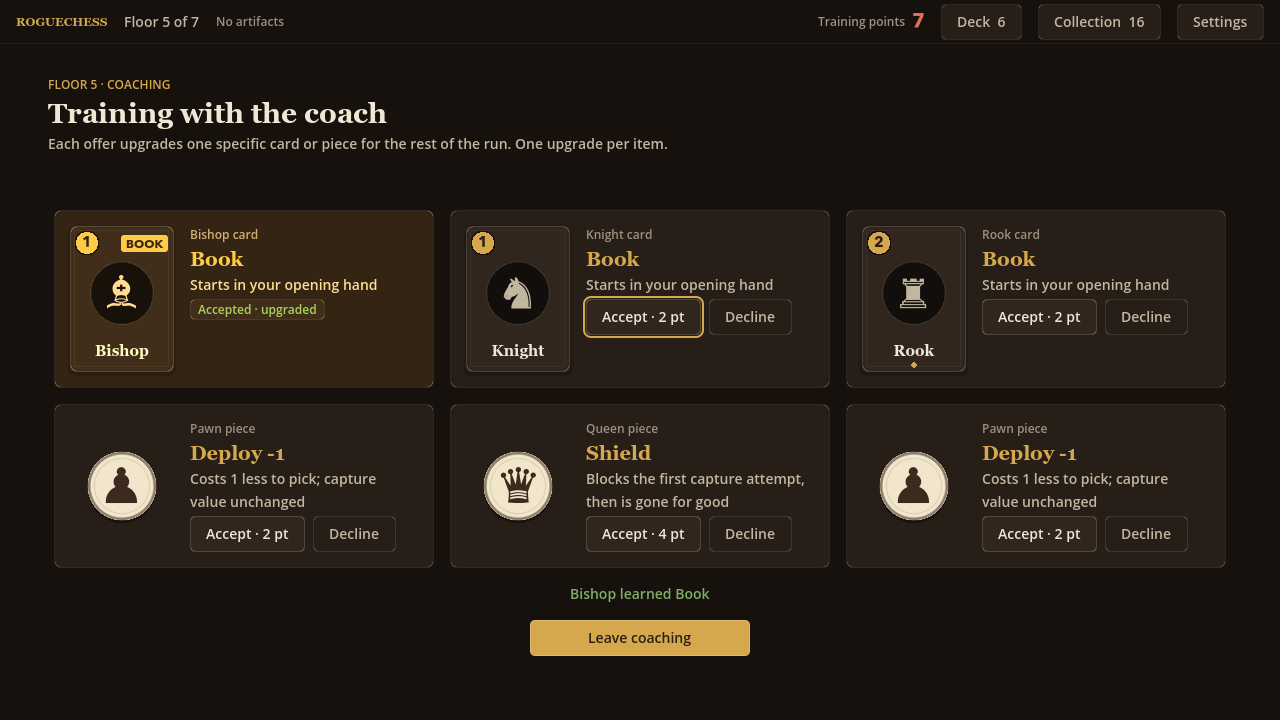 ROGUECHESS Floor 5 of 7 No artifacts Training points 7 Deck 6 Collection 16 Settings
FLOOR 5 · COACHING
Training with the coach
Each offer upgrades one specific card or piece for the rest of the run. One upgrade per item.
1 BOOK
Bishop
Bishop card
Book
Starts in your opening hand
Accepted · upgraded
1
Knight
Knight card
Book
Starts in your opening hand
Accept · 2 pt Decline
2
Rook
Rook card
Book
Starts in your opening hand
Accept · 2 pt Decline
Pawn piece
Deploy -1
Costs 1 less to pick; capture
value unchanged
Accept · 2 pt Decline
Queen piece
Shield
Blocks the first capture attempt,
then is gone for good
Accept · 4 pt Decline
Pawn piece
Deploy -1
Costs 1 less to pick; capture
value unchanged
Accept · 2 pt Decline
Bishop learned Book
Leave coaching